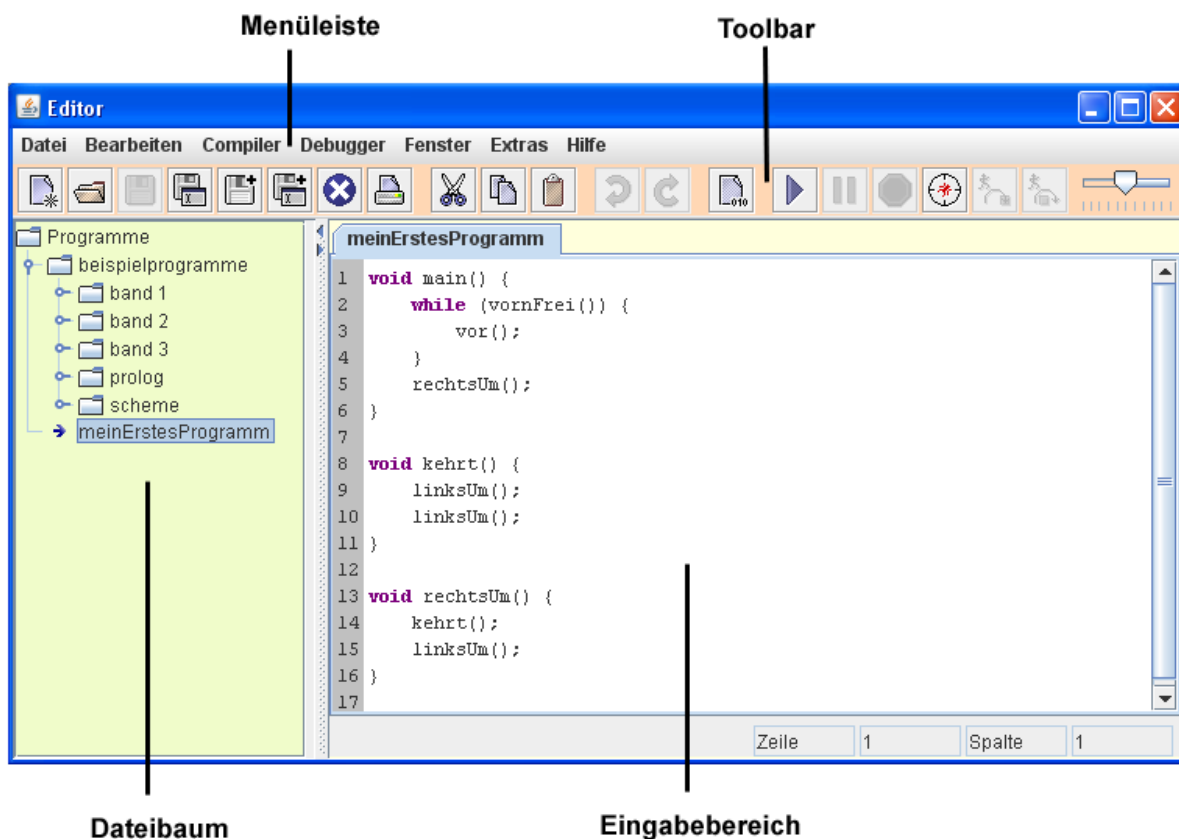 Menüleiste
Toolbar
Editor
Datei Bearbeiten Compiler Debugger Fenster Extras Hilfe
010
Programme
beispielprogramme
band 1
band 2
band 3
prolog
scheme
meinErstesProgramm
meinErstesProgramm
1 void main() {
2     while (vornFrei()) {
3         vor();
4     }
5     rechtsUm();
6 }
7
8 void kehrt() {
9     linksUm();
10     linksUm();
11 }
12
13 void rechtsUm() {
14     kehrt();
15     linksUm();
16 }
17
Zeile 1 Spalte 1
Dateibaum
Eingabebereich